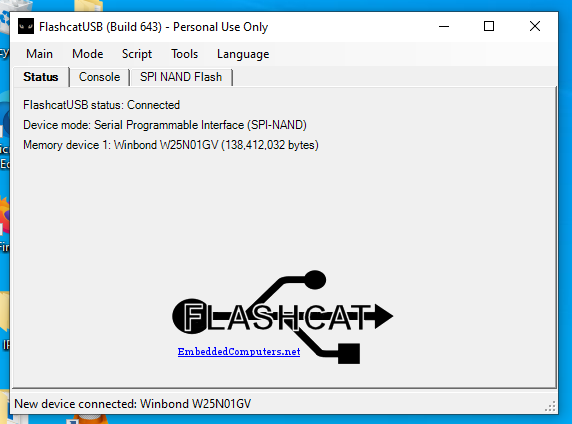 FlashcatUSB (Build 643) - Personal Use Only
Main Mode Script Tools Language
Status Console SPI NAND Flash
FlashcatUSB status: Connected
Device mode: Serial Programmable Interface (SPI-NAND)
Memory device 1: Winbond W25N01GV (138,412,032 bytes)
FLASHCAT
EmbeddedComputers.net
New device connected: Winbond W25N01GV